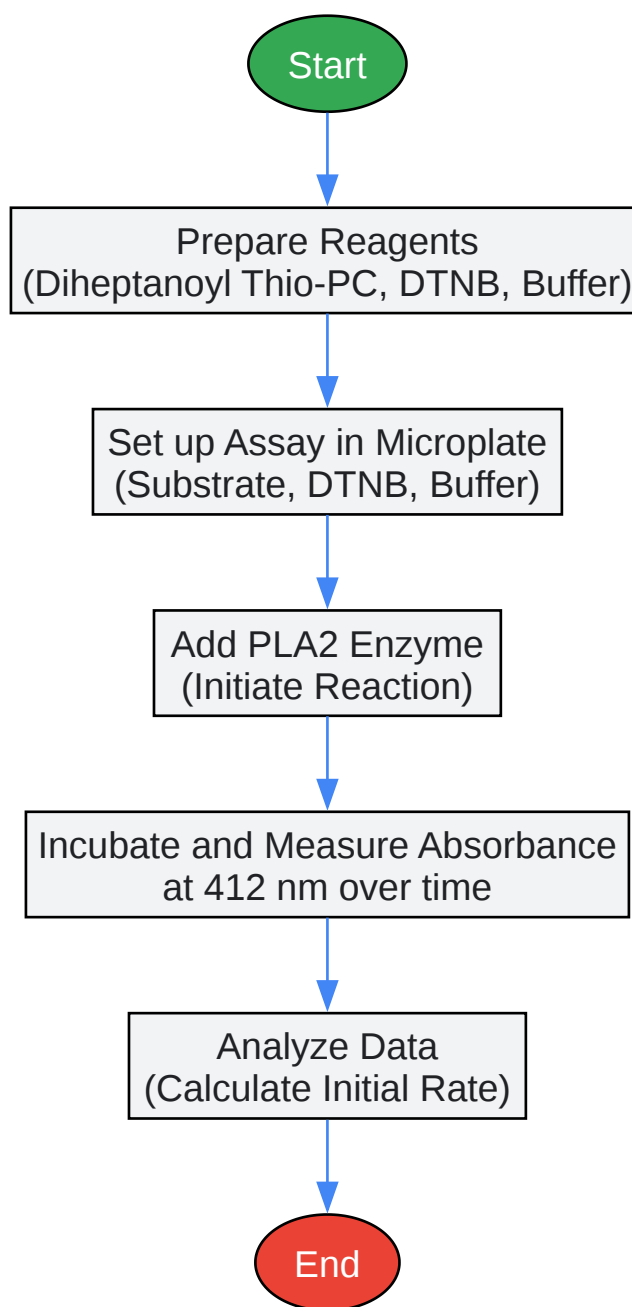 Start
Prepare Reagents
(Diheptanoyl Thio-PC, DTNB, Buffer)
Set up Assay in Microplate
(Substrate, DTNB, Buffer)
Add PLA2 Enzyme
(Initiate Reaction)
Incubate and Measure Absorbance
at 412 nm over time
Analyze Data
(Calculate Initial Rate)
End